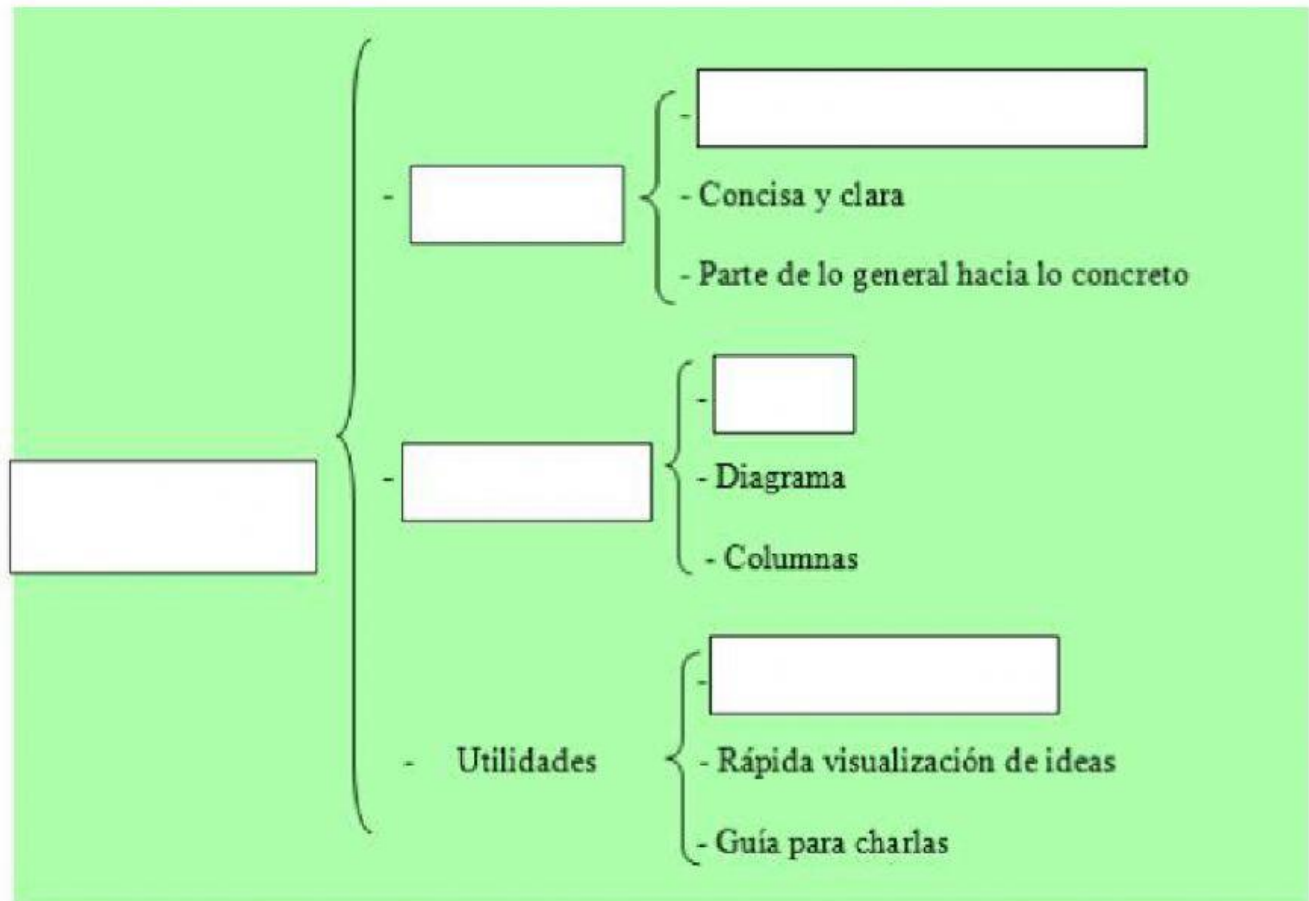 - Concisa y clara
- Parte de lo general hacia lo concreto
- Diagrama
- Columnas
- Utilidades
- Rápida visualización de ideas
- Guía para charlas